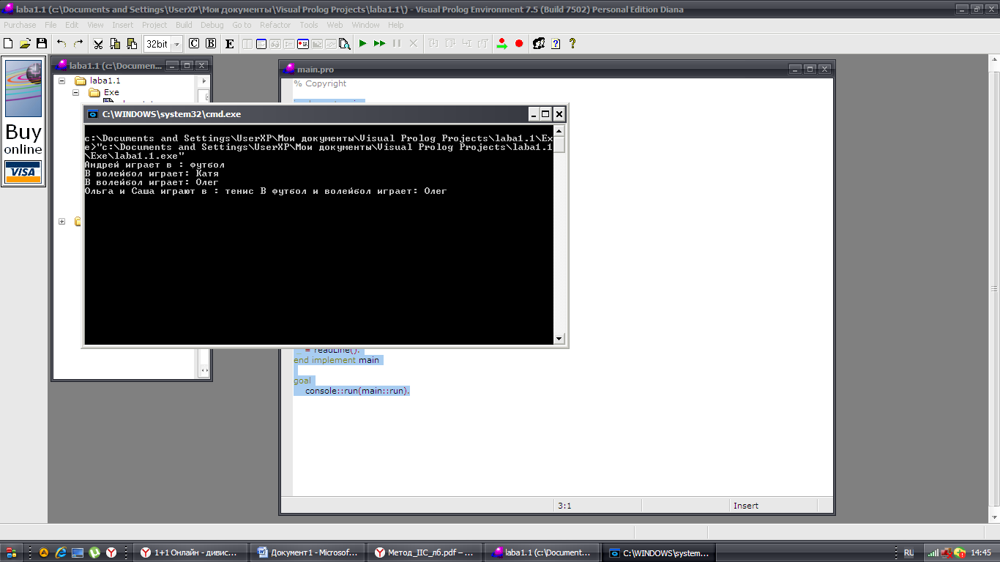 laba1.1 (c:\Documents and Settings\UserXP\Мои документы\Visual Prolog Projects\laba1.1\) - Visual Prolog Environment 7.5 (Build 7502) Personal Edition Diana
Purchase File Edit View Insert Project Build Debug Go to Refactor Tools Web Window Help
32bit C B E
Buy
online
VISA
laba1.1 (c:\Documen...
laba1.1
Exe
main.pro
% Copyright
C:\WINDOWS\system32\cmd.exe
c:\Documents and Settings\UserXP\Мои документы\Visual Prolog Projects\laba1.1\Ex
e>"c:\Documents and Settings\UserXP\Мои документы\Visual Prolog Projects\laba1.1
\Exe\laba1.1.exe"
Андрей играет в : футбол
В волейбол играет: Катя
В волейбол играет: Олег
Ольга и Саша играют в : тенис В футбол и волейбол играет: Олег
_ = readLine().
end implement main
goal
console::run(main::run).
3:1 Insert
1+1 Онлайн - дивис... Документ1 - Microsof... Метод_ІІС_лб.pdf – ... laba1.1 (c:\Document... C:\WINDOWS\system... RU 14:45